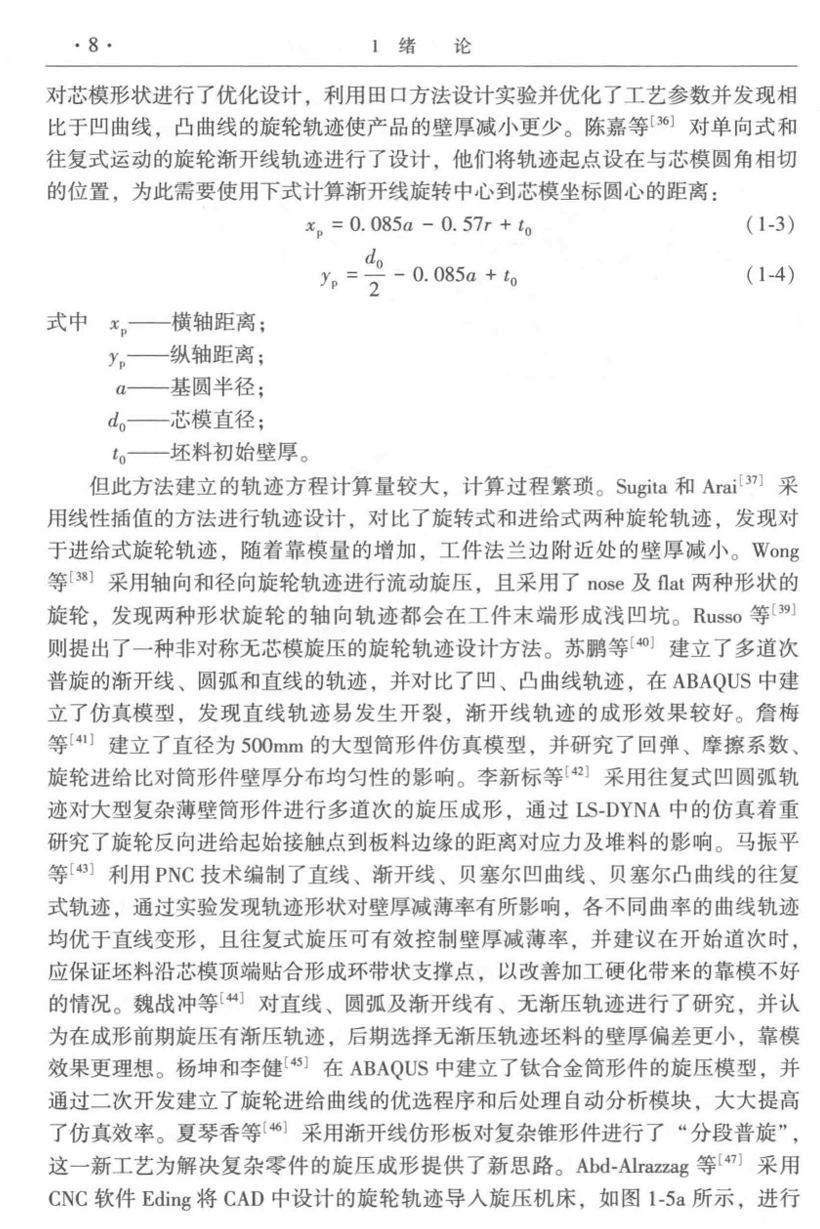 ·8·
1 绪 论
对芯模形状进行了优化设计，利用田口方法设计实验并优化了工艺参数并发现相
比于凹曲线，凸曲线的旋轮轨迹使产品的壁厚减小更少。陈嘉等[36] 对单向式和
往复式运动的旋轮渐开线轨迹进行了设计，他们将轨迹起点设在与芯模圆角相切
的位置，为此需要使用下式计算渐开线旋转中心到芯模坐标圆心的距离：
x_p = 0.085a − 0.57r + t_0 (1-3)
y_p = d_0/2 − 0.085a + t_0 (1-4)
式中 x_p——横轴距离；
y_p——纵轴距离；
a——基圆半径；
d_0——芯模直径；
t_0——坯料初始壁厚。
但此方法建立的轨迹方程计算量较大，计算过程繁琐。Sugita 和 Arai[37] 采
用线性插值的方法进行轨迹设计，对比了旋转式和进给式两种旋轮轨迹，发现对
于进给式旋轮轨迹，随着靠模量的增加，工件法兰边附近处的壁厚减小。Wong
等[38] 采用轴向和径向旋轮轨迹进行流动旋压，且采用了 nose 及 flat 两种形状的
旋轮，发现两种形状旋轮的轴向轨迹都会在工件末端形成浅凹坑。Russo 等[39]
则提出了一种非对称无芯模旋压的旋轮轨迹设计方法。苏鹏等[40] 建立了多道次
普旋的渐开线、圆弧和直线的轨迹，并对比了凹、凸曲线轨迹，在 ABAQUS 中建
立了仿真模型，发现直线轨迹易发生开裂，渐开线轨迹的成形效果较好。詹梅
等[41] 建立了直径为 500mm 的大型筒形件仿真模型，并研究了回弹、摩擦系数、
旋轮进给比对筒形件壁厚分布均匀性的影响。李新标等[42] 采用往复式凹圆弧轨
迹对大型复杂薄壁筒形件进行多道次的旋压成形，通过 LS-DYNA 中的仿真着重
研究了旋轮反向进给起始接触点到板料边缘的距离对应力及堆料的影响。马振平
等[43] 利用 PNC 技术编制了直线、渐开线、贝塞尔凹曲线、贝塞尔凸曲线的往复
式轨迹，通过实验发现轨迹形状对壁厚减薄率有所影响，各不同曲率的曲线轨迹
均优于直线变形，且往复式旋压可有效控制壁厚减薄率，并建议在开始道次时，
应保证坯料沿芯模顶端贴合形成环带状支撑点，以改善加工硬化带来的靠模不好
的情况。魏战冲等[44] 对直线、圆弧及渐开线有、无渐压轨迹进行了研究，并认
为在成形前期旋压有渐压轨迹，后期选择无渐压轨迹坯料的壁厚偏差更小，靠模
效果更理想。杨坤和李健[45] 在 ABAQUS 中建立了钛合金筒形件的旋压模型，并
通过二次开发建立了旋轮进给曲线的优选程序和后处理自动分析模块，大大提高
了仿真效率。夏琴香等[46] 采用渐开线仿形板对复杂锥形件进行了“分段普旋”，
这一新工艺为解决复杂零件的旋压成形提供了新思路。Abd-Alrazzag 等[47] 采用
CNC 软件 Eding 将 CAD 中设计的旋轮轨迹导入旋压机床，如图 1-5a 所示，进行